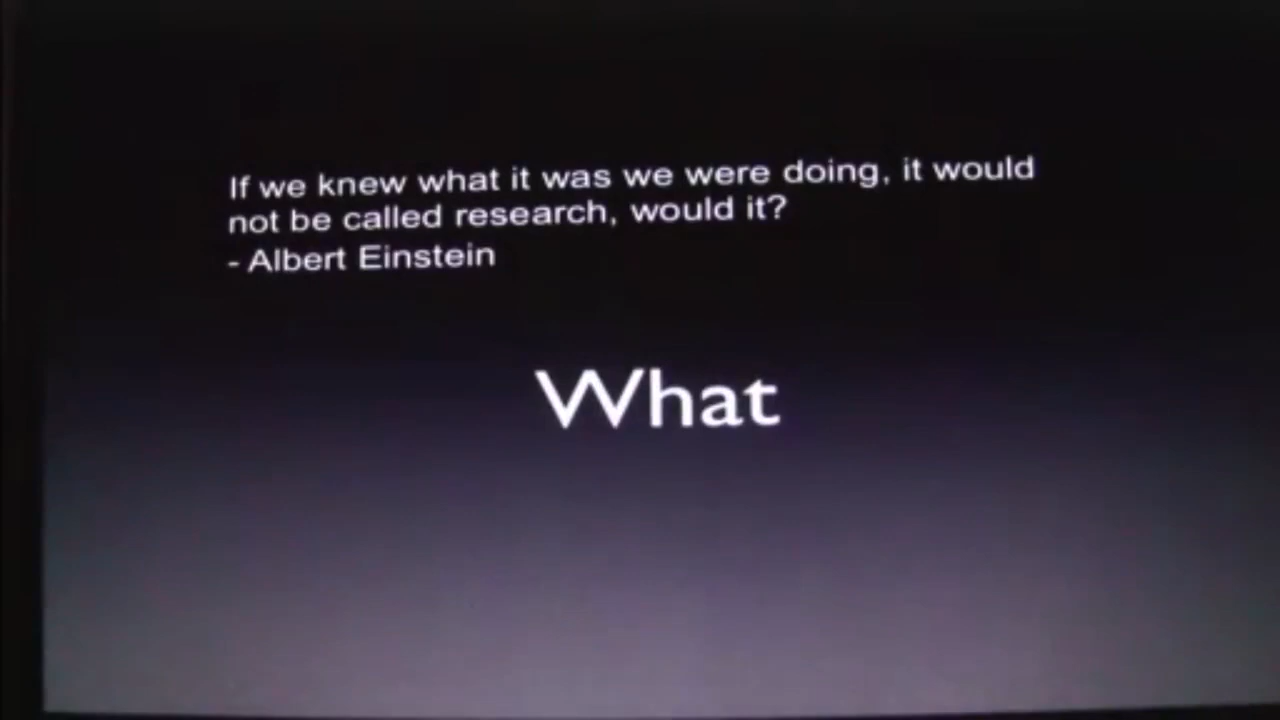 If we knew what it was we were doing, it would
not be called research, would it?
- Albert Einstein
What